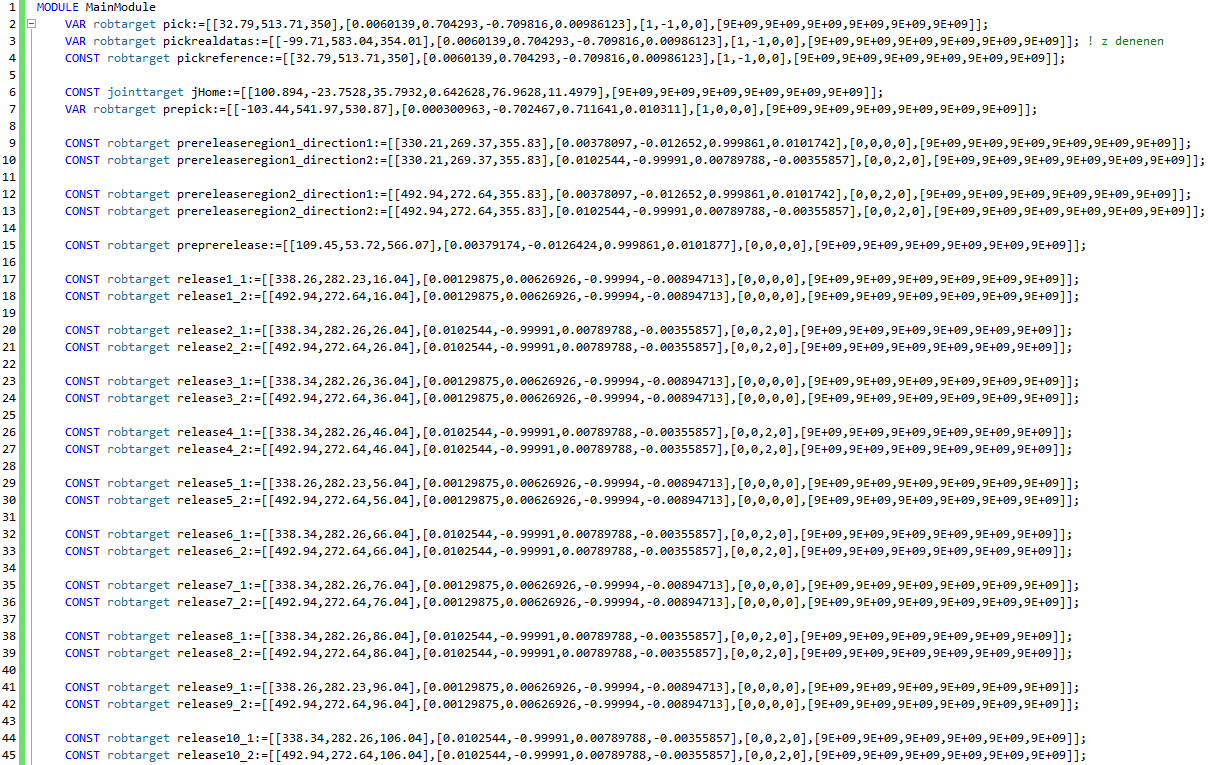 1 MODULE MainModule
2 VAR robtarget pick:=[[32.79,513.71,350],[0.0060139,0.704293,-0.709816,0.00986123],[1,-1,0,0],[9E+09,9E+09,9E+09,9E+09,9E+09,9E+09]];
3 VAR robtarget pickrealdatas:=[[-99.71,583.04,354.01],[0.0060139,0.704293,-0.709816,0.00986123],[1,-1,0,0],[9E+09,9E+09,9E+09,9E+09,9E+09,9E+09]]; ! z denenen
4 CONST robtarget pickreference:=[[32.79,513.71,350],[0.0060139,0.704293,-0.709816,0.00986123],[1,-1,0,0],[9E+09,9E+09,9E+09,9E+09,9E+09,9E+09]];
5
6 CONST jointtarget jHome:=[[100.894,-23.7528,35.7932,0.642628,76.9628,11.4979],[9E+09,9E+09,9E+09,9E+09,9E+09,9E+09]];
7 VAR robtarget prepick:=[[-103.44,541.97,530.87],[0.000300963,-0.702467,0.711641,0.010311],[1,0,0,0],[9E+09,9E+09,9E+09,9E+09,9E+09,9E+09]];
8
9 CONST robtarget prereleaseregion1_direction1:=[[330.21,269.37,355.83],[0.00378097,-0.012652,0.999861,0.0101742],[0,0,0,0],[9E+09,9E+09,9E+09,9E+09,9E+09,9E+09]];
10 CONST robtarget prereleaseregion1_direction2:=[[330.21,269.37,355.83],[0.0102544,-0.99991,0.00789788,-0.00355857],[0,0,2,0],[9E+09,9E+09,9E+09,9E+09,9E+09,9E+09]];
11
12 CONST robtarget prereleaseregion2_direction1:=[[492.94,272.64,355.83],[0.00378097,-0.012652,0.999861,0.0101742],[0,0,2,0],[9E+09,9E+09,9E+09,9E+09,9E+09,9E+09]];
13 CONST robtarget prereleaseregion2_direction2:=[[492.94,272.64,355.83],[0.0102544,-0.99991,0.00789788,-0.00355857],[0,0,2,0],[9E+09,9E+09,9E+09,9E+09,9E+09,9E+09]];
14
15 CONST robtarget preprerelease:=[[109.45,53.72,566.07],[0.00379174,-0.0126424,0.999861,0.0101877],[0,0,0,0],[9E+09,9E+09,9E+09,9E+09,9E+09,9E+09]];
16
17 CONST robtarget release1_1:=[[338.26,282.23,16.04],[0.00129875,0.00626926,-0.99994,-0.00894713],[0,0,0,0],[9E+09,9E+09,9E+09,9E+09,9E+09,9E+09]];
18 CONST robtarget release1_2:=[[492.94,272.64,16.04],[0.00129875,0.00626926,-0.99994,-0.00894713],[0,0,0,0],[9E+09,9E+09,9E+09,9E+09,9E+09,9E+09]];
19
20 CONST robtarget release2_1:=[[338.34,282.26,26.04],[0.0102544,-0.99991,0.00789788,-0.00355857],[0,0,2,0],[9E+09,9E+09,9E+09,9E+09,9E+09,9E+09]];
21 CONST robtarget release2_2:=[[492.94,272.64,26.04],[0.0102544,-0.99991,0.00789788,-0.00355857],[0,0,2,0],[9E+09,9E+09,9E+09,9E+09,9E+09,9E+09]];
22
23 CONST robtarget release3_1:=[[338.34,282.26,36.04],[0.00129875,0.00626926,-0.99994,-0.00894713],[0,0,0,0],[9E+09,9E+09,9E+09,9E+09,9E+09,9E+09]];
24 CONST robtarget release3_2:=[[492.94,272.64,36.04],[0.00129875,0.00626926,-0.99994,-0.00894713],[0,0,0,0],[9E+09,9E+09,9E+09,9E+09,9E+09,9E+09]];
25
26 CONST robtarget release4_1:=[[338.34,282.26,46.04],[0.0102544,-0.99991,0.00789788,-0.00355857],[0,0,2,0],[9E+09,9E+09,9E+09,9E+09,9E+09,9E+09]];
27 CONST robtarget release4_2:=[[492.94,272.64,46.04],[0.0102544,-0.99991,0.00789788,-0.00355857],[0,0,2,0],[9E+09,9E+09,9E+09,9E+09,9E+09,9E+09]];
28
29 CONST robtarget release5_1:=[[338.26,282.23,56.04],[0.00129875,0.00626926,-0.99994,-0.00894713],[0,0,0,0],[9E+09,9E+09,9E+09,9E+09,9E+09,9E+09]];
30 CONST robtarget release5_2:=[[492.94,272.64,56.04],[0.00129875,0.00626926,-0.99994,-0.00894713],[0,0,0,0],[9E+09,9E+09,9E+09,9E+09,9E+09,9E+09]];
31
32 CONST robtarget release6_1:=[[338.34,282.26,66.04],[0.0102544,-0.99991,0.00789788,-0.00355857],[0,0,2,0],[9E+09,9E+09,9E+09,9E+09,9E+09,9E+09]];
33 CONST robtarget release6_2:=[[492.94,272.64,66.04],[0.0102544,-0.99991,0.00789788,-0.00355857],[0,0,2,0],[9E+09,9E+09,9E+09,9E+09,9E+09,9E+09]];
34
35 CONST robtarget release7_1:=[[338.34,282.26,76.04],[0.00129875,0.00626926,-0.99994,-0.00894713],[0,0,0,0],[9E+09,9E+09,9E+09,9E+09,9E+09,9E+09]];
36 CONST robtarget release7_2:=[[492.94,272.64,76.04],[0.00129875,0.00626926,-0.99994,-0.00894713],[0,0,0,0],[9E+09,9E+09,9E+09,9E+09,9E+09,9E+09]];
37
38 CONST robtarget release8_1:=[[338.34,282.26,86.04],[0.0102544,-0.99991,0.00789788,-0.00355857],[0,0,2,0],[9E+09,9E+09,9E+09,9E+09,9E+09,9E+09]];
39 CONST robtarget release8_2:=[[492.94,272.64,86.04],[0.0102544,-0.99991,0.00789788,-0.00355857],[0,0,2,0],[9E+09,9E+09,9E+09,9E+09,9E+09,9E+09]];
40
41 CONST robtarget release9_1:=[[338.26,282.23,96.04],[0.00129875,0.00626926,-0.99994,-0.00894713],[0,0,0,0],[9E+09,9E+09,9E+09,9E+09,9E+09,9E+09]];
42 CONST robtarget release9_2:=[[492.94,272.64,96.04],[0.00129875,0.00626926,-0.99994,-0.00894713],[0,0,0,0],[9E+09,9E+09,9E+09,9E+09,9E+09,9E+09]];
43
44 CONST robtarget release10_1:=[[338.34,282.26,106.04],[0.0102544,-0.99991,0.00789788,-0.00355857],[0,0,2,0],[9E+09,9E+09,9E+09,9E+09,9E+09,9E+09]];
45 CONST robtarget release10_2:=[[492.94,272.64,106.04],[0.0102544,-0.99991,0.00789788,-0.00355857],[0,0,2,0],[9E+09,9E+09,9E+09,9E+09,9E+09,9E+09]];